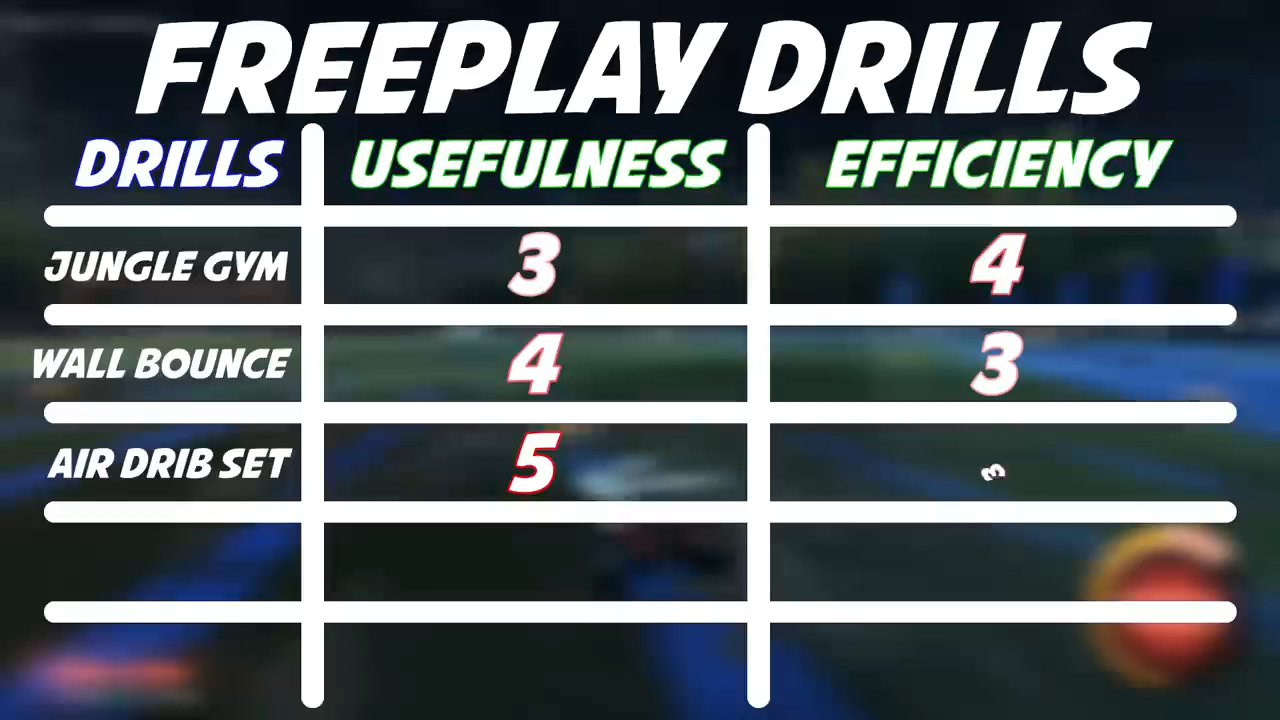 FREEPLAY DRILLS
DRILLS USEFULNESS EFFICIENCY
JUNGLE GYM 3 4
WALL BOUNCE 4 3
AIR DRIB SET 5